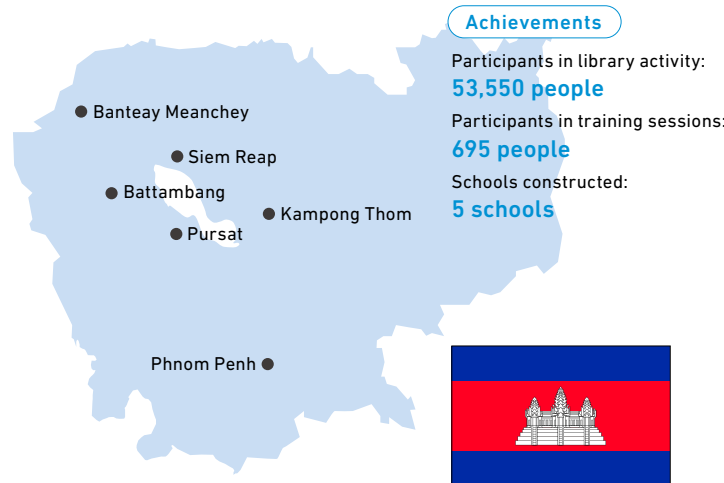 Achievements
Participants in library activity:
53,550 people
Participants in training sessions:
695 people
Schools constructed:
5 schools
Banteay Meanchey
Siem Reap
Battambang
Kampong Thom
Pursat
Phnom Penh